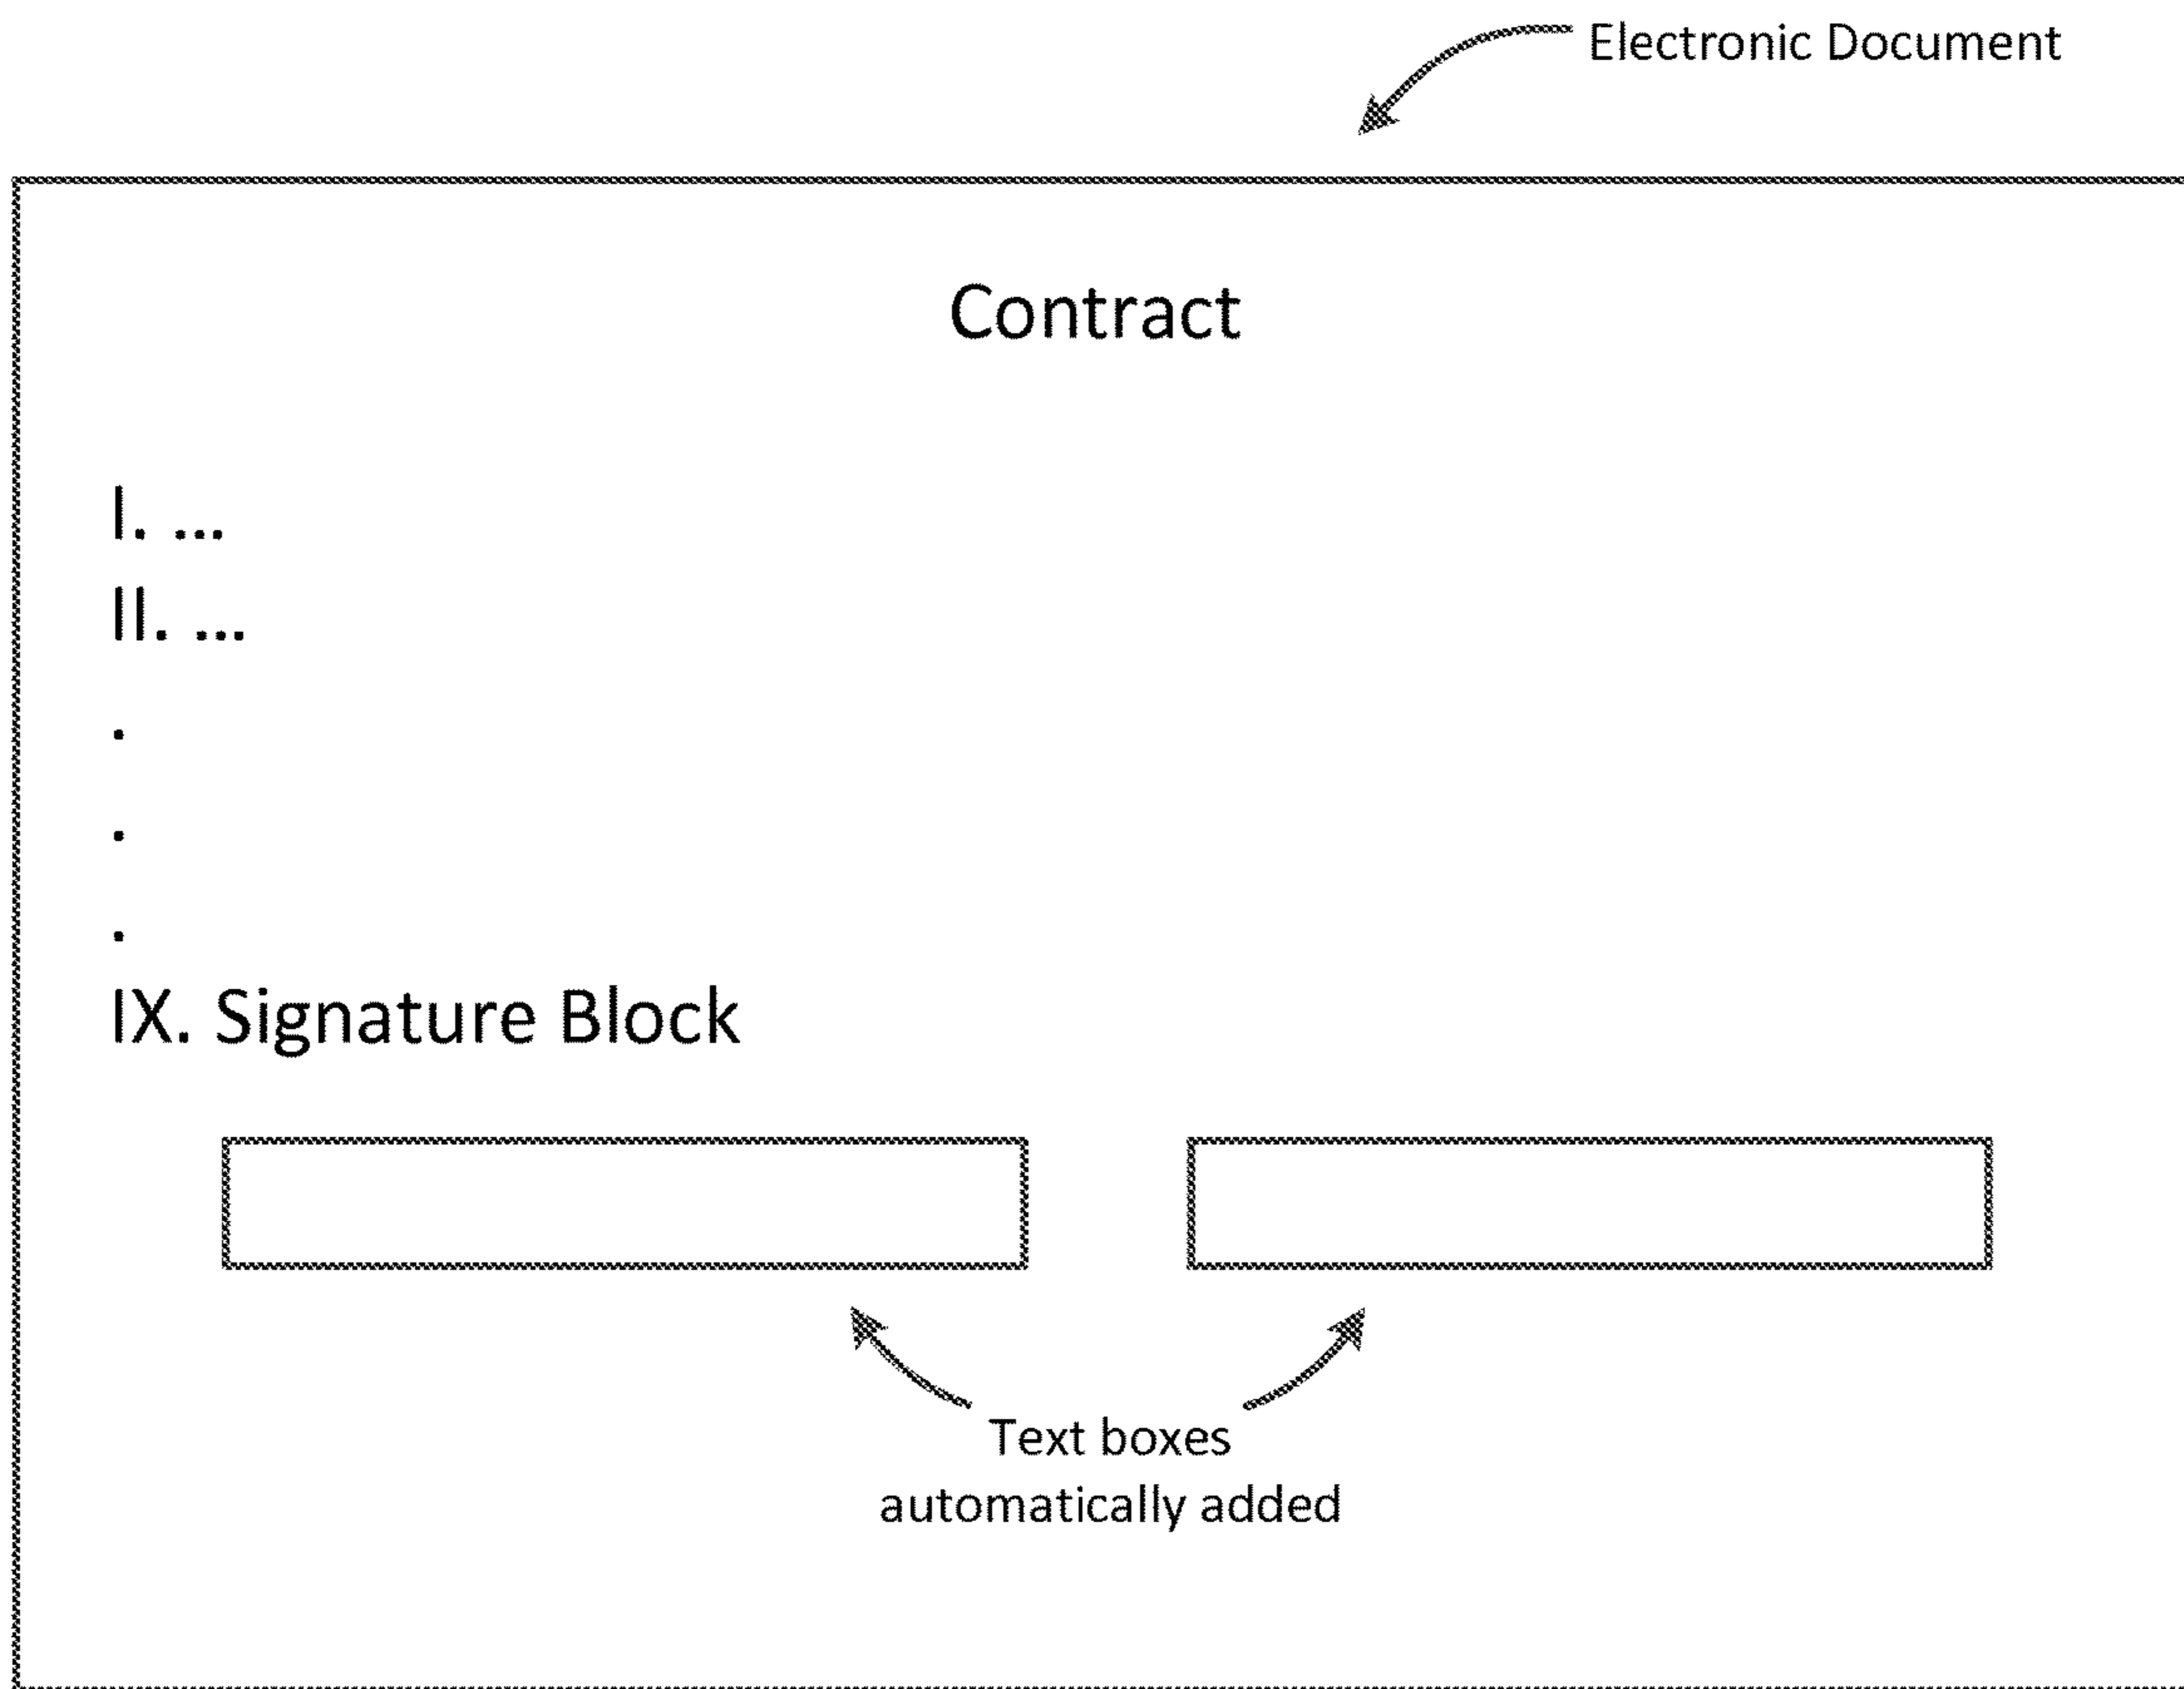 Electronic Document
Contract
I. ...
II. ...
.
.
.
IX. Signature Block
Text boxes
automatically added